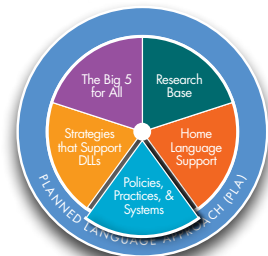 The Big 5
for All
Research
Base
Strategies
that Support
DLLs
Home
Language
Support
Policies,
Practices, &
Systems
PLANNED LANGUAGE APPROACH (PLA)